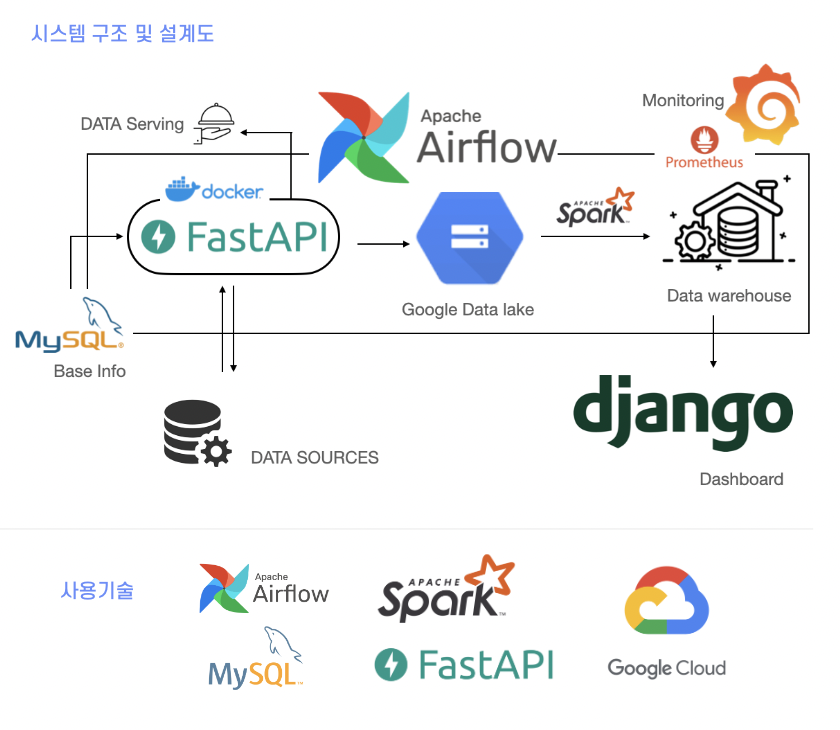 시스템 구조 및 설계도
DATA Serving
Apache
Airflow
Monitoring
Prometheus
docker
FastAPI
APACHE
Spark
Google Data lake
Data warehouse
MySQL®
Base Info
django
DATA SOURCES
Dashboard
사용기술
Apache
Airflow
APACHE
Spark™
MySQL™
FastAPI
Google Cloud